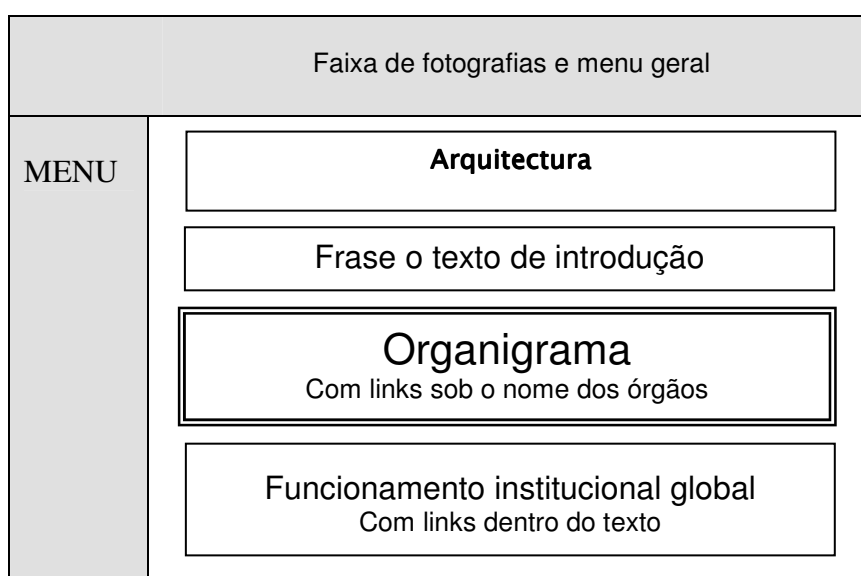 Faixa de fotografias e menu geral
MENU
Arquitectura
Frase o texto de introdução
Organigrama
Com links sob o nome dos órgãos
Funcionamento institucional global
Com links dentro do texto